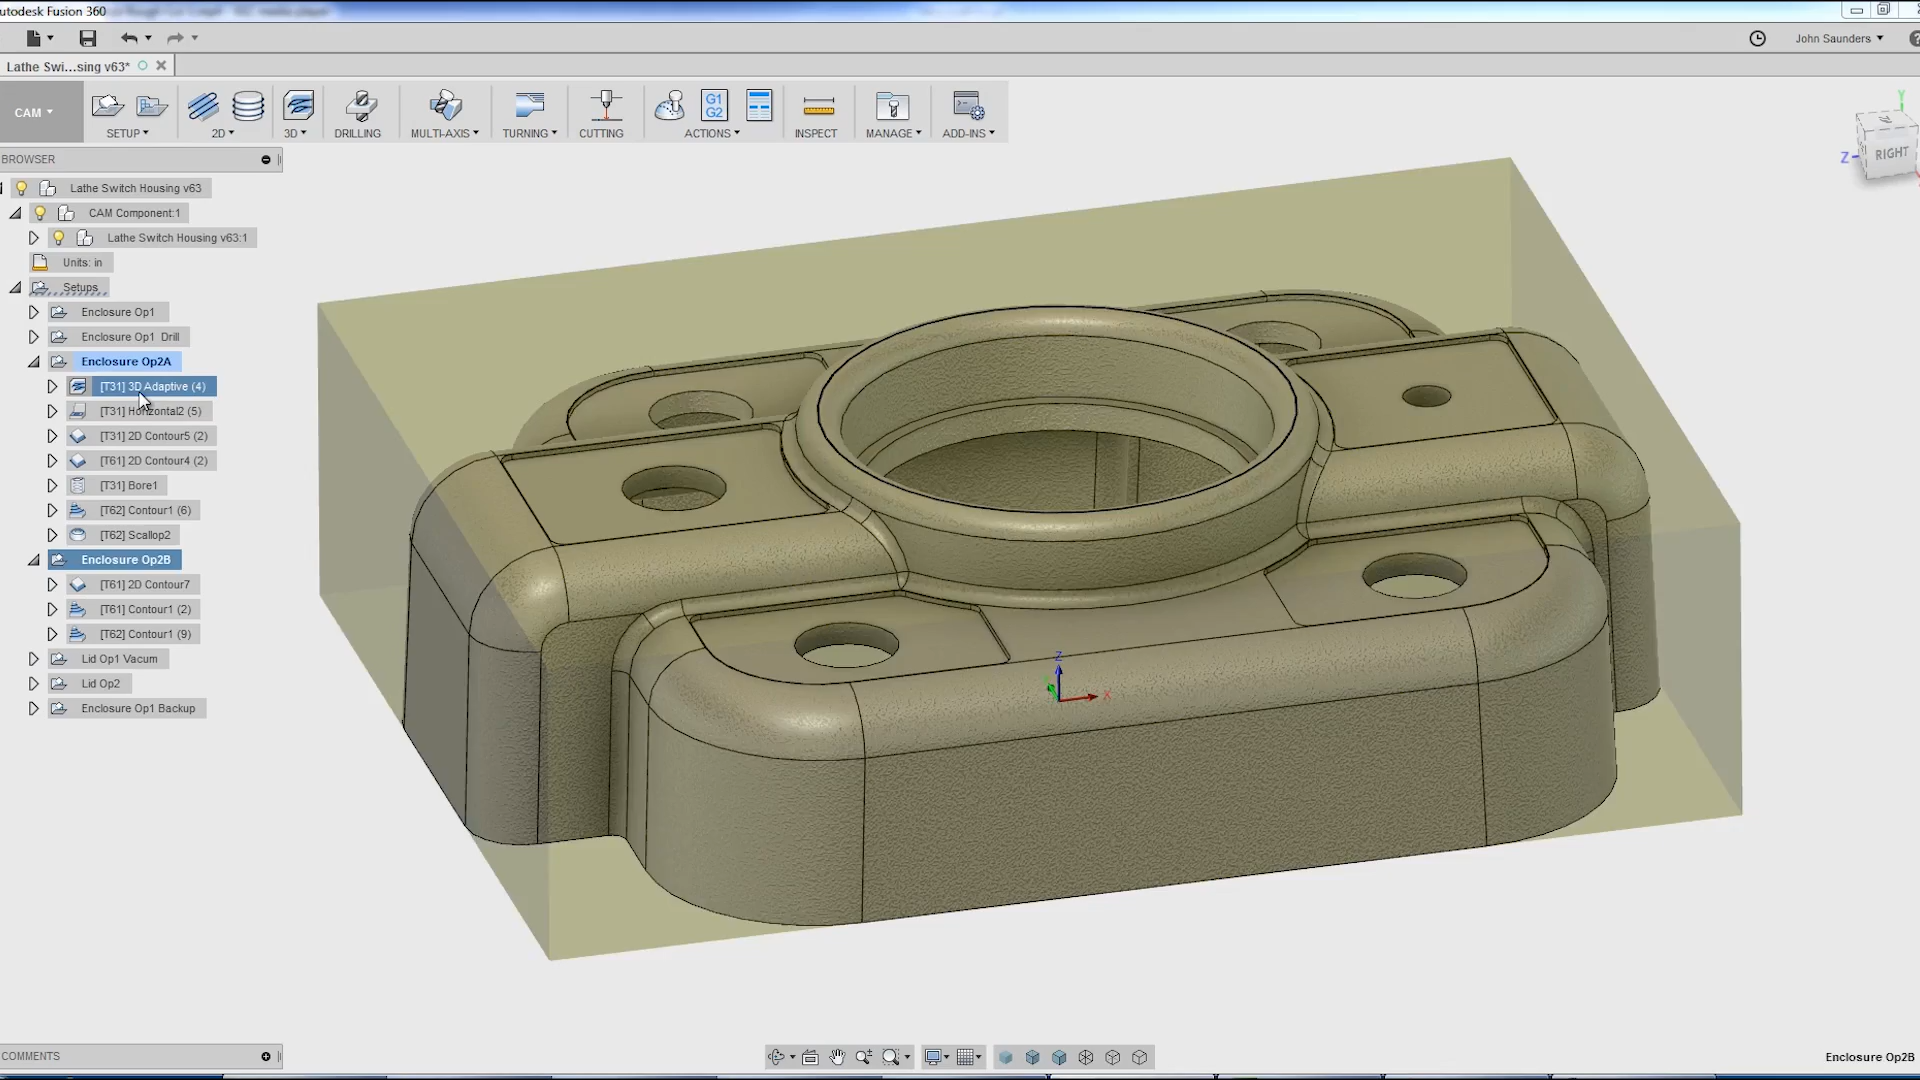 utodesk Fusion 360
John Saunders
Lathe Swi...sing v63*
CAM
G1
G2
SETUP
2D
3D
DRILLING
MULTI-AXIS
TURNING
CUTTING
ACTIONS
INSPECT
MANAGE
ADD-INS
Y
Z
RIGHT
BROWSER
Lathe Switch Housing v63
CAM Component:1
Lathe Switch Housing v63:1
Units: in
Setups
Enclosure Op1
Enclosure Op1 Drill
Enclosure Op2A
[T31] 3D Adaptive (4)
[T31] Horizontal2 (5)
[T31] 2D Contour5 (2)
[T61] 2D Contour4 (2)
[T31] Bore1
[T62] Contour1 (6)
[T62] Scallop2
Enclosure Op2B
[T61] 2D Contour7
[T61] Contour1 (2)
[T62] Contour1 (9)
Lid Op1 Vacum
Lid Op2
Enclosure Op1 Backup
Z
X
COMMENTS
Enclosure Op2B